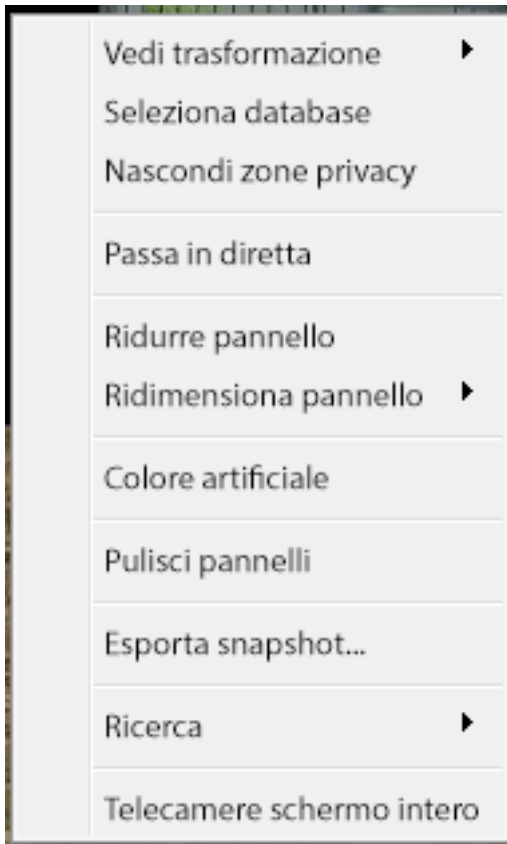 Vedi trasformazione
Seleziona database
Nascondi zone privacy
Passa in diretta
Ridurre pannello
Ridimensiona pannello
Colore artificiale
Pulisci pannelli
Esporta snapshot...
Ricerca
Telecamere schermo intero